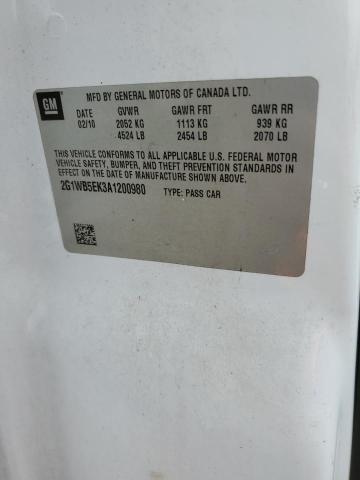 GM
MFD BY GENERAL MOTORS OF CANADA LTD.
DATE GVWR GAWR FRT GAWR RR
02/10 2052 KG 1113 KG 939 KG
4524 LB 2454 LB 2070 LB
THIS VEHICLE CONFORMS TO ALL APPLICABLE U.S. FEDERAL MOTOR
VEHICLE SAFETY, BUMPER, AND THEFT PREVENTION STANDARDS IN
EFFECT ON THE DATE OF MANUFACTURE SHOWN ABOVE.
2G1WB5EK3A1200980 TYPE: PASS CAR